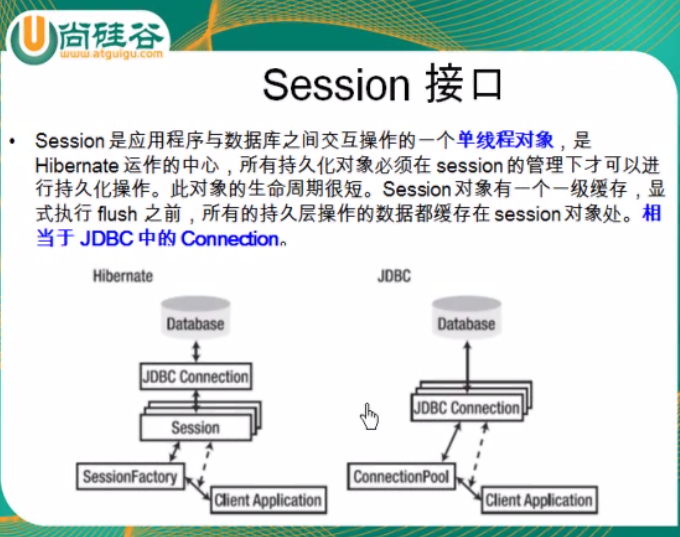 尚硅谷
www.atguigu.com
Session 接口
• Session 是应用程序与数据库之间交互操作的一个单线程对象，是
Hibernate 运作的中心，所有持久化对象必须在 session 的管理下才可以进
行持久化操作。此对象的生命周期很短。Session 对象有一个一级缓存，显
式执行 flush 之前，所有的持久层操作的数据都缓存在 session 对象处。相
当于 JDBC 中的 Connection。
Hibernate
Database
JDBC Connection
Session
SessionFactory
Client Application
JDBC
Database
JDBC Connection
ConnectionPool
Client Application